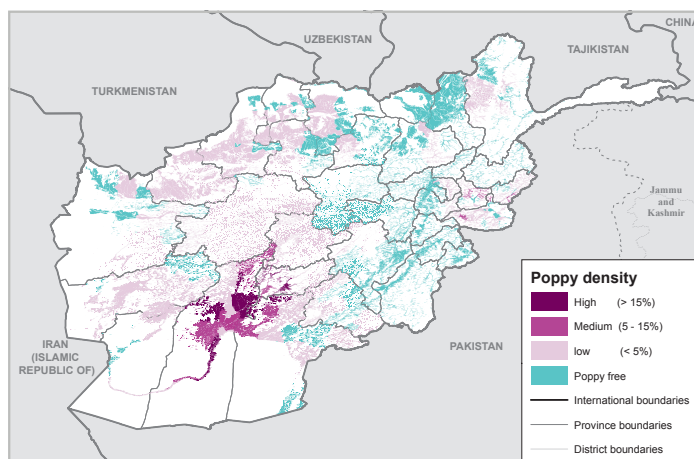 CHINA
UZBEKISTAN
TAJIKISTAN
TURKMENISTAN
Jammu
and
Kashmir
IRAN
(ISLAMIC
REPUBLIC OF)
PAKISTAN
Poppy density
High (> 15%)
Medium (5 - 15%)
low (< 5%)
Poppy free
International boundaries
Province boundaries
District boundaries